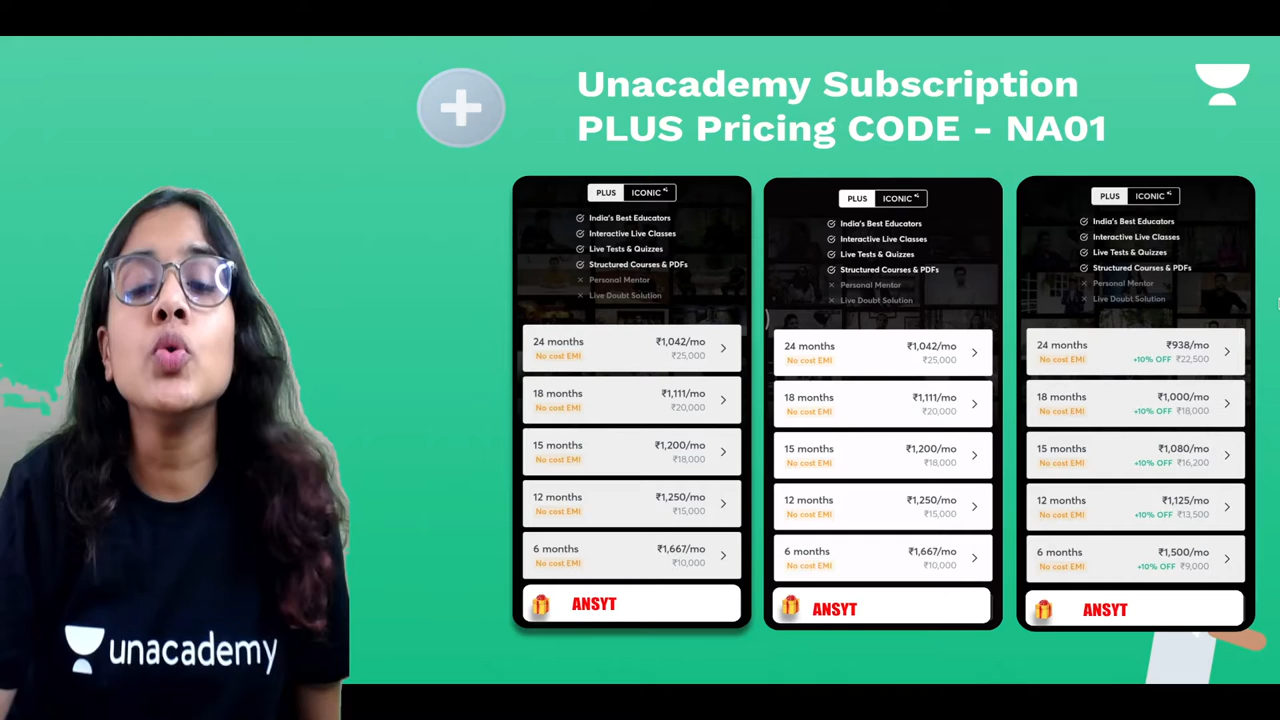 Unacademy Subscription
PLUS Pricing CODE - NA01
PLUS ICONIC
India's Best Educators
Interactive Live Classes
Live Tests & Quizzes
Structured Courses & PDFs
Personal Mentor
Live Doubt Solution
24 months ₹1,042/mo
No cost EMI ₹25,000
18 months ₹1,111/mo
No cost EMI ₹20,000
15 months ₹1,200/mo
No cost EMI ₹18,000
12 months ₹1,250/mo
No cost EMI ₹15,000
6 months ₹1,667/mo
No cost EMI ₹10,000
ANSYT
PLUS ICONIC
India's Best Educators
Interactive Live Classes
Live Tests & Quizzes
Structured Courses & PDFs
Personal Mentor
Live Doubt Solution
24 months ₹1,042/mo
No cost EMI ₹25,000
18 months ₹1,111/mo
No cost EMI ₹20,000
15 months ₹1,200/mo
No cost EMI ₹18,000
12 months ₹1,250/mo
No cost EMI ₹15,000
6 months ₹1,667/mo
No cost EMI ₹10,000
ANSYT
PLUS ICONIC
India's Best Educators
Interactive Live Classes
Live Tests & Quizzes
Structured Courses & PDFs
Personal Mentor
Live Doubt Solution
24 months ₹938/mo
No cost EMI +10% OFF ₹22,500
18 months ₹1,000/mo
No cost EMI +10% OFF ₹18,000
15 months ₹1,080/mo
No cost EMI +10% OFF ₹16,200
12 months ₹1,125/mo
No cost EMI +10% OFF ₹13,500
6 months ₹1,500/mo
No cost EMI +10% OFF ₹9,000
ANSYT
unacademy